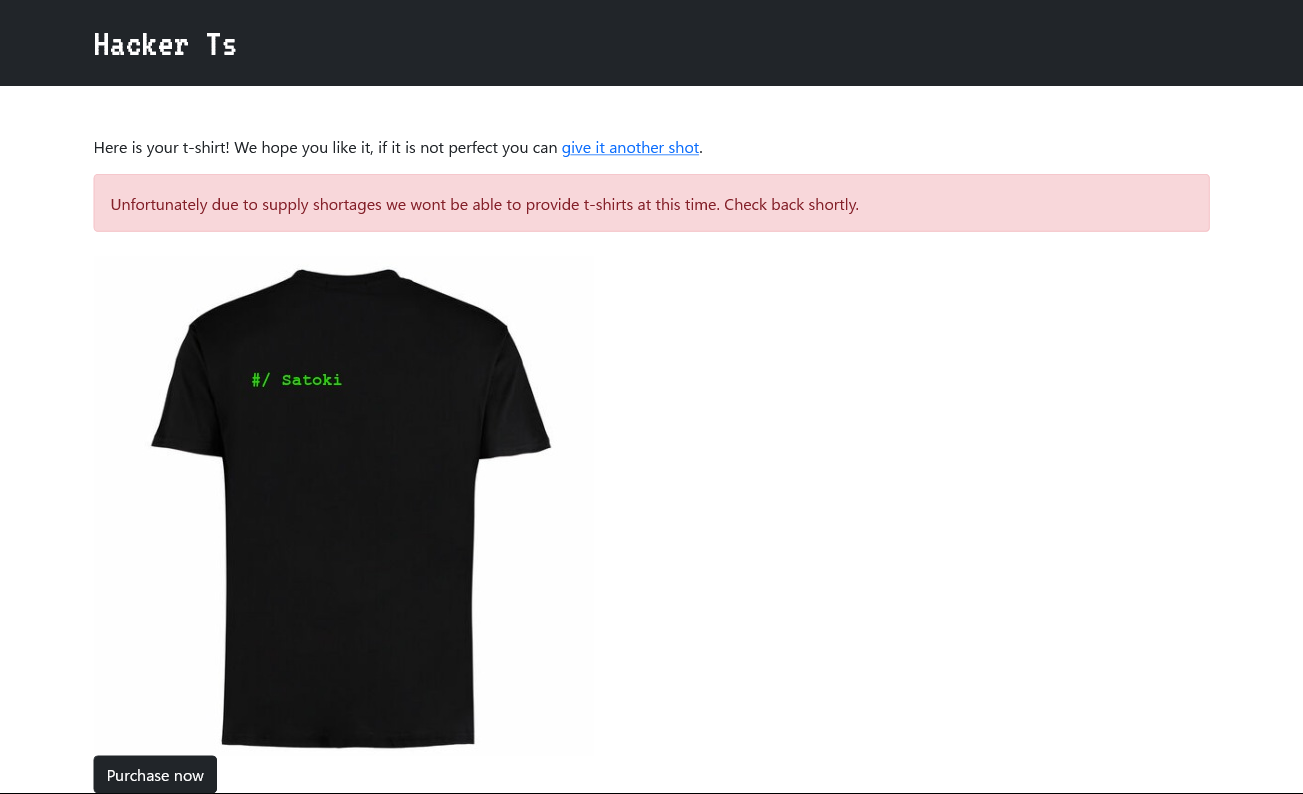 Hacker Ts
Here is your t-shirt! We hope you like it, if it is not perfect you can give it another shot.
Unfortunately due to supply shortages we wont be able to provide t-shirts at this time. Check back shortly.
#/ Satoki
Purchase now